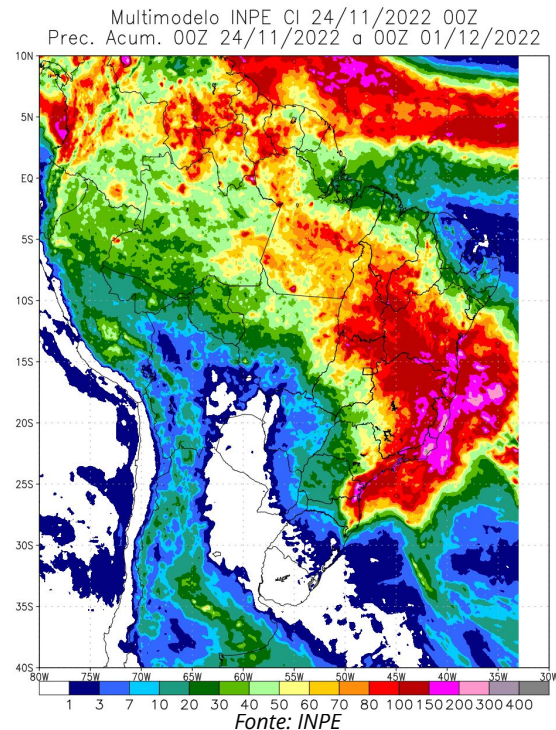 Multimodelo INPE CI 24/11/2022 00Z
Prec. Acum. 00Z 24/11/2022 a 00Z 01/12/2022
10N
5N
EQ
5S
10S
15S
20S
25S
30S
35S
40S
80W 75W 70W 65W 60W 55W 50W 45W 40W 35W 30W
1 3 7 10 20 30 40 50 60 70 80 100 150 200 300 400
Fonte: INPE